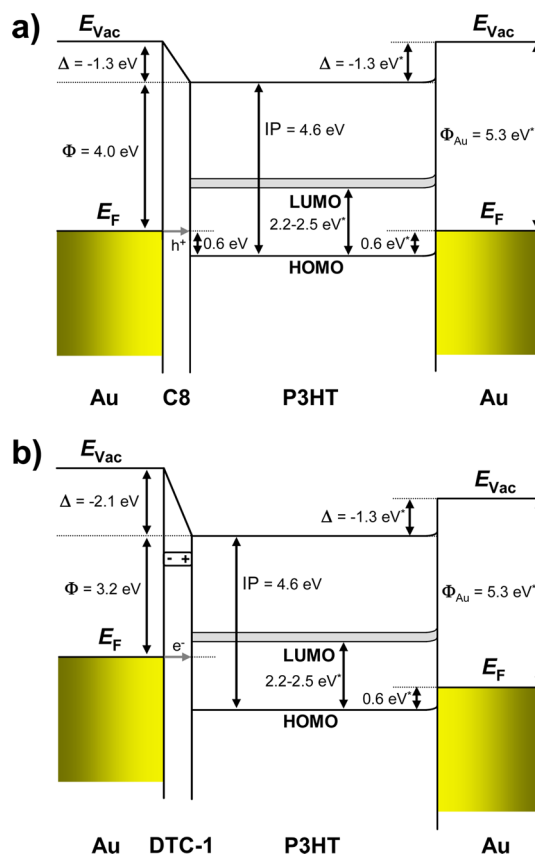 a)
E_Vac
E_Vac
Δ = -1.3 eV
Δ = -1.3 eV*
IP = 4.6 eV
Φ = 4.0 eV
Φ_Au = 5.3 eV*
LUMO
E_F
E_F
2.2-2.5 eV*
h⁺
0.6 eV
0.6 eV*
HOMO
Au
C8
P3HT
Au
b)
E_Vac
E_Vac
Δ = -2.1 eV
Δ = -1.3 eV*
- +
Φ = 3.2 eV
IP = 4.6 eV
Φ_Au = 5.3 eV*
E_F
e⁻
LUMO
E_F
2.2-2.5 eV*
0.6 eV*
HOMO
Au
DTC-1
P3HT
Au